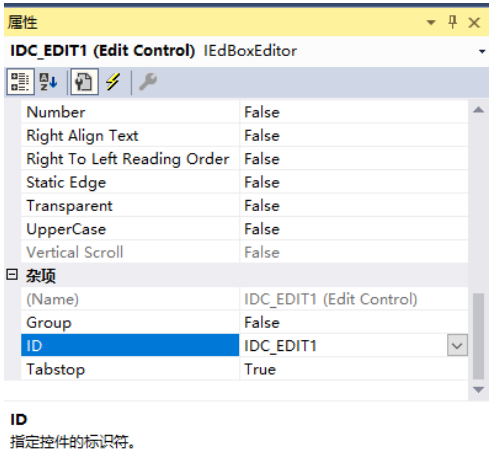 属性
IDC_EDIT1 (Edit Control) IEdBoxEditor
Number False
Right Align Text False
Right To Left Reading Order False
Static Edge False
Transparent False
UpperCase False
Vertical Scroll False
杂项
(Name) IDC_EDIT1 (Edit Control)
Group False
ID IDC_EDIT1
Tabstop True
ID
指定控件的标识符。